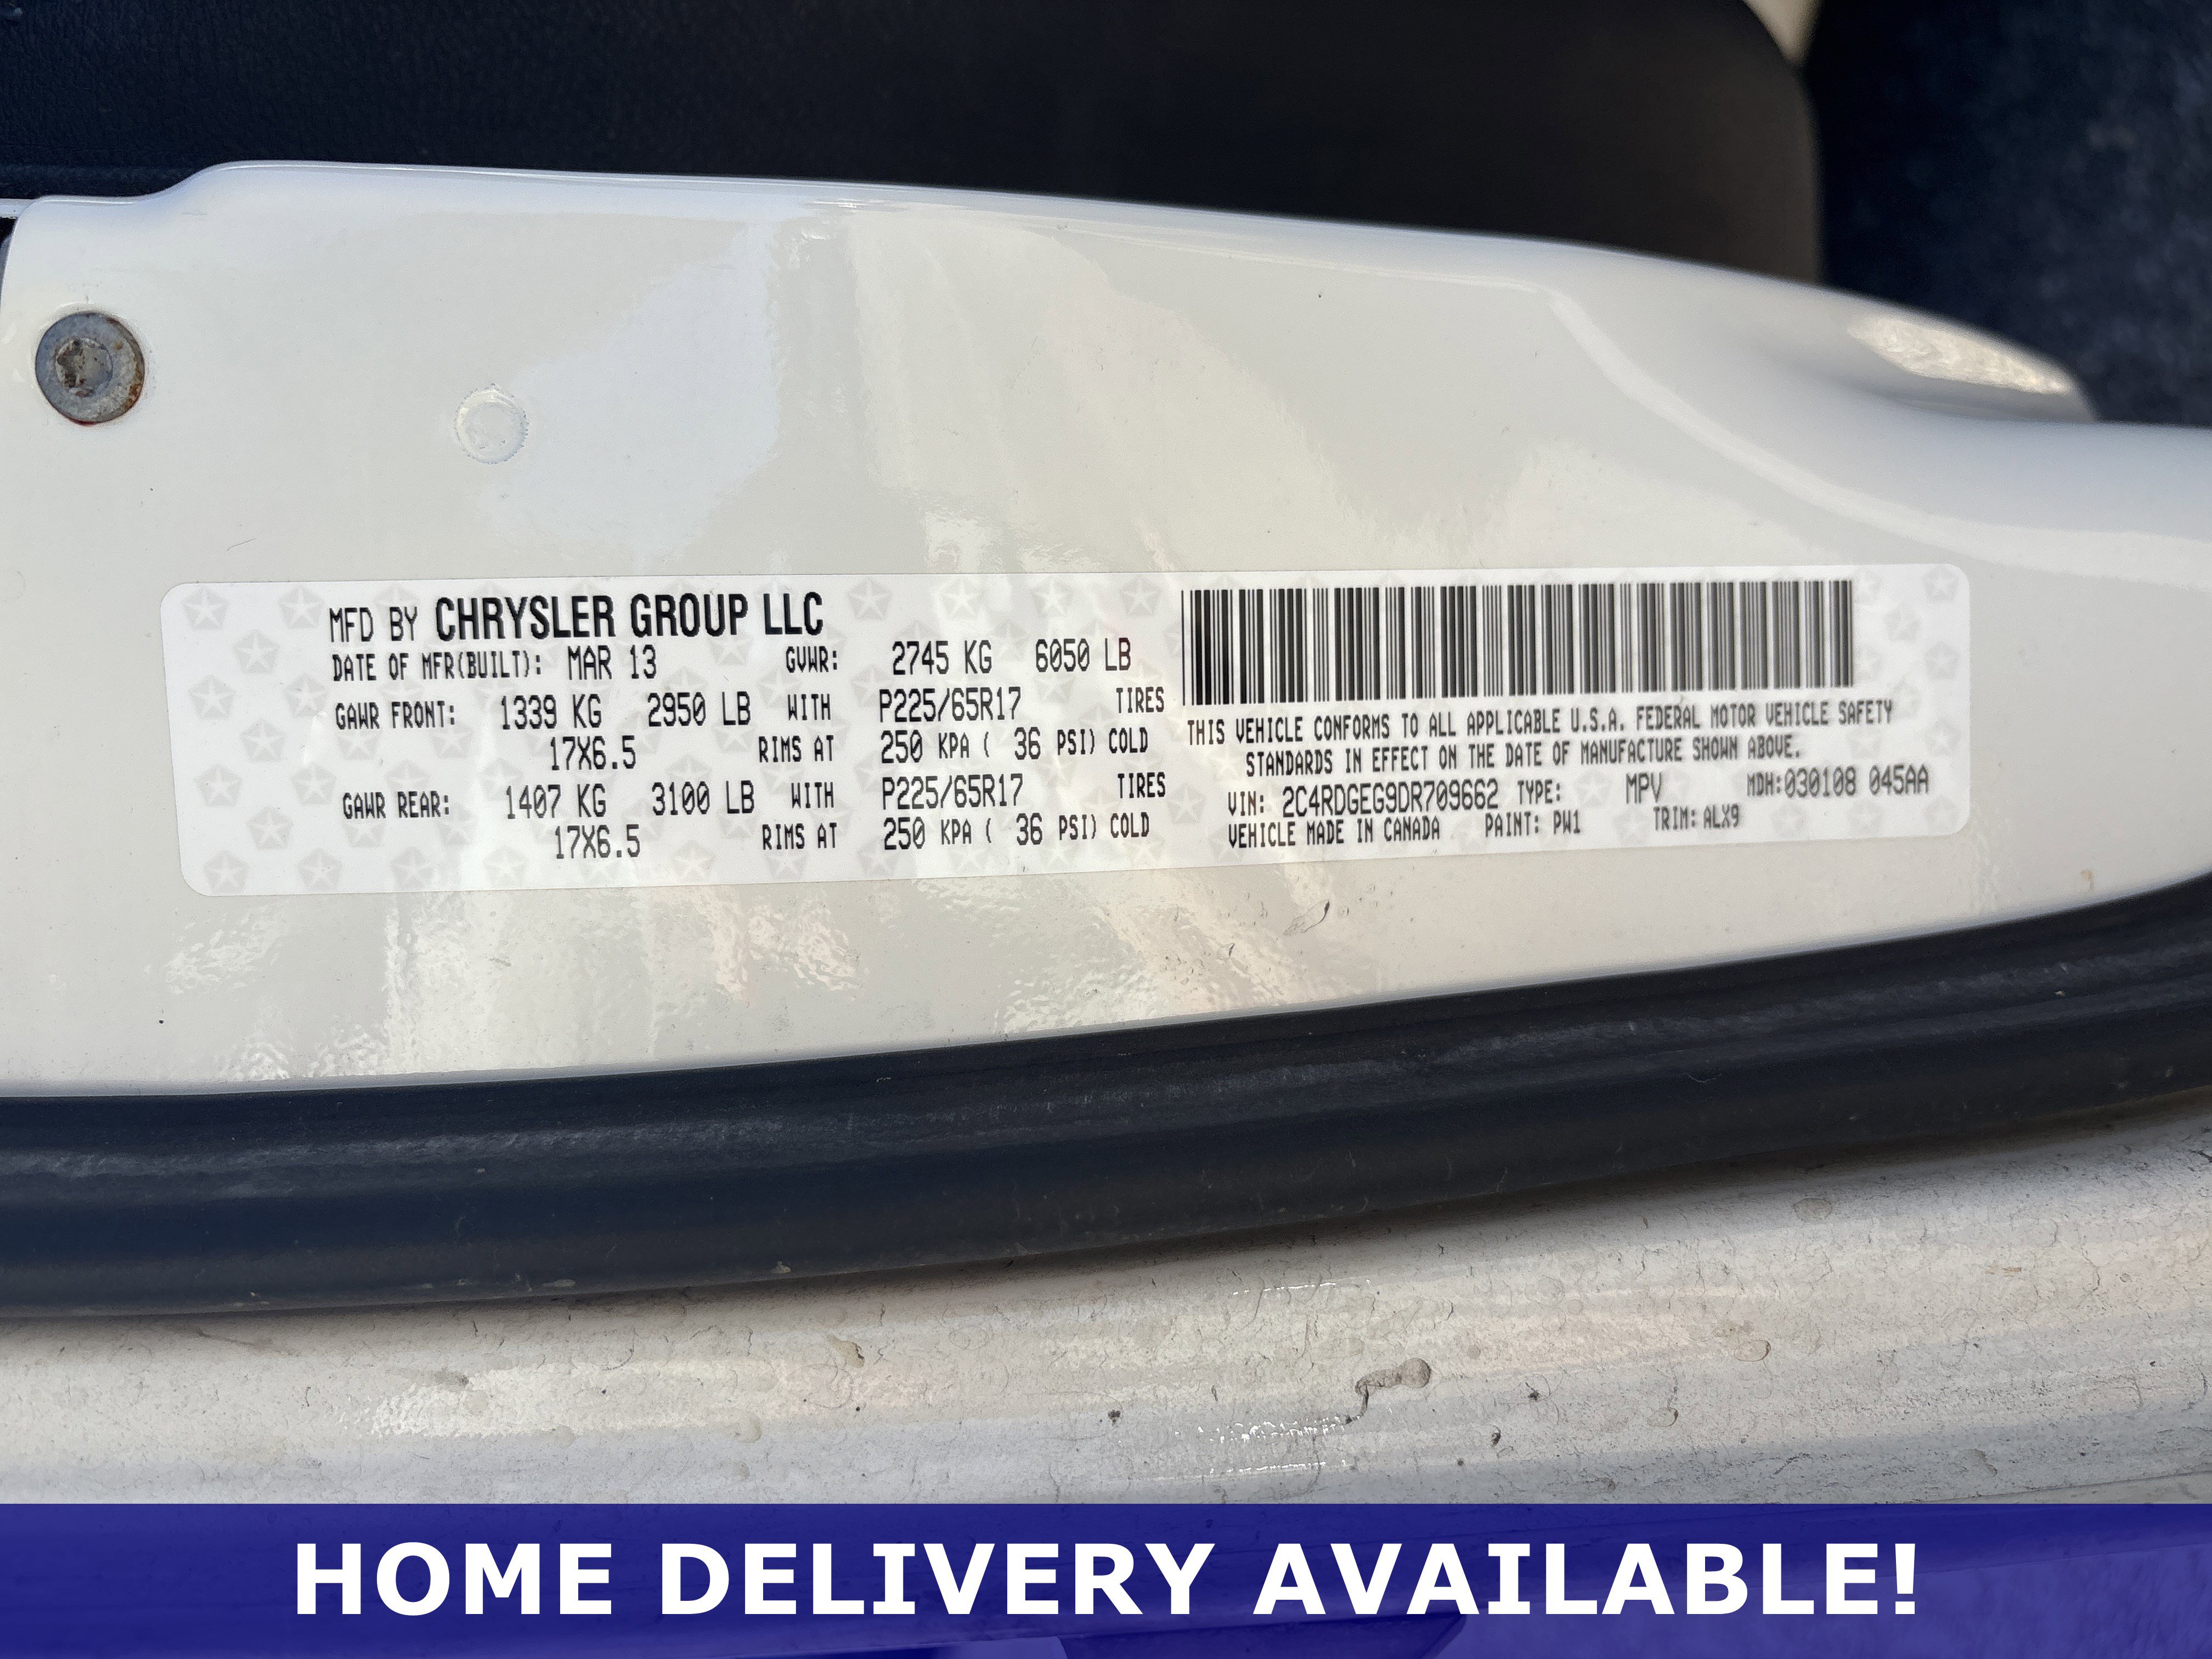 MFD BY CHRYSLER GROUP LLC
DATE OF MFR(BUILT): MAR 13 GVWR: 2745 KG 6050 LB
GAWR FRONT: 1339 KG 2950 LB WITH P225/65R17 TIRES
17X6.5 RIMS AT 250 KPA ( 36 PSI) COLD
GAWR REAR: 1407 KG 3100 LB WITH P225/65R17 TIRES
17X6.5 RIMS AT 250 KPA ( 36 PSI) COLD
THIS VEHICLE CONFORMS TO ALL APPLICABLE U.S.A. FEDERAL MOTOR VEHICLE SAFETY
STANDARDS IN EFFECT ON THE DATE OF MANUFACTURE SHOWN ABOVE.
VIN: 2C4RDGEG9DR709662 TYPE: MPV MDH:030108 045AA
VEHICLE MADE IN CANADA PAINT: PW1 TRIM: ALX9
HOME DELIVERY AVAILABLE!